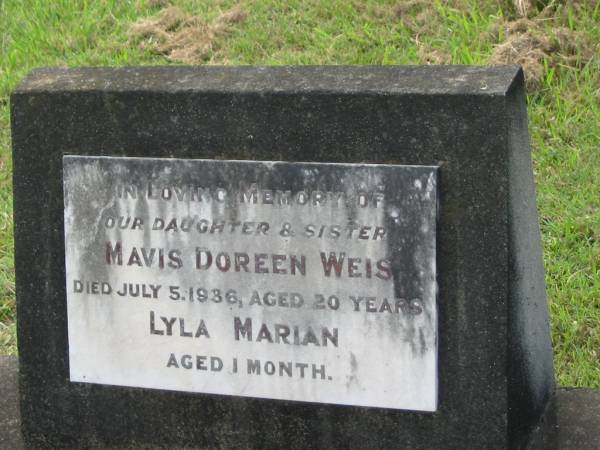 IN LOVING MEMORY OF
OUR DAUGHTER & SISTER
MAVIS DOREEN WEIS
DIED JULY 5.1936, AGED 20 YEARS
LYLA MARIAN
AGED 1 MONTH.